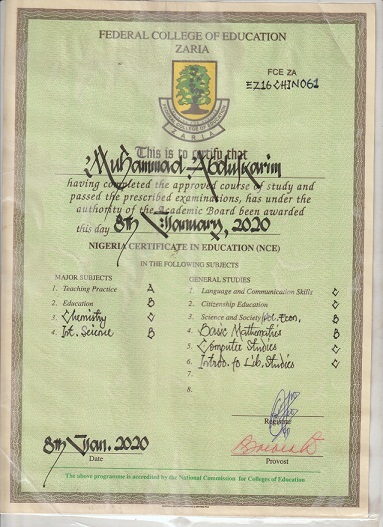 FEDERAL COLLEGE OF EDUCATION
ZARIA
FCE ZA
EZ16CHIN061
ZARIA
This is to certify that
Muhammad Abdulkarim
having completed the approved course of study and
passed the prescribed examinations, has under the
authority of the Academic Board been awarded
this day 8th January, 2020
NIGERIA CERTIFICATE IN EDUCATION (NCE)
IN THE FOLLOWING SUBJECTS
MAJOR SUBJECTS
1. Teaching Practice A
2. Education B
3. Chemistry C
4. Int. Science B
GENERAL STUDIES
1. Language and Communication Skills C
2. Citizenship Education C
3. Science and Society/Pol. Econ, C
4. Basic Mathematics B
5. Computer Studies C
6. Introd. to Lib. Studies C
7.
8.
Registrar
8th Jan. 2020
Date
Provost
The above programme is accredited by the National Commission for Colleges of Education